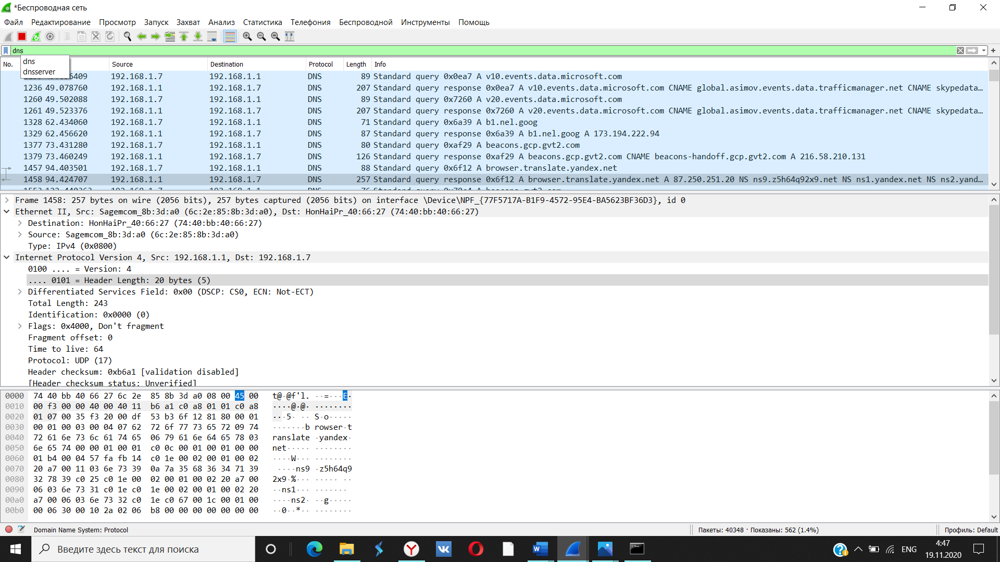 *Беспроводная сеть
Файл Редактирование Просмотр Запуск Захват Анализ Статистика Телефония Беспроводной Инструменты Помощь
dns
dns
dnsserver
No. Source Destination Protocol Length Info
6409 192.168.1.7 192.168.1.1 DNS 89 Standard query 0x0ea7 A v10.events.data.microsoft.com
1236 49.078760 192.168.1.1 192.168.1.7 DNS 207 Standard query response 0x0ea7 A v10.events.data.microsoft.com CNAME global.asimov.events.data.trafficmanager.net CNAME skypedata…
1260 49.502088 192.168.1.7 192.168.1.1 DNS 89 Standard query 0x7260 A v20.events.data.microsoft.com
1261 49.523376 192.168.1.1 192.168.1.7 DNS 207 Standard query response 0x7260 A v20.events.data.microsoft.com CNAME global.asimov.events.data.trafficmanager.net CNAME skypedata…
1328 62.434060 192.168.1.7 192.168.1.1 DNS 71 Standard query 0x6a39 A b1.nel.goog
1329 62.456620 192.168.1.1 192.168.1.7 DNS 87 Standard query response 0x6a39 A b1.nel.goog A 173.194.222.94
1377 73.431280 192.168.1.7 192.168.1.1 DNS 80 Standard query 0xaf29 A beacons.gcp.gvt2.com
1379 73.460249 192.168.1.1 192.168.1.7 DNS 126 Standard query response 0xaf29 A beacons.gcp.gvt2.com CNAME beacons-handoff.gcp.gvt2.com A 216.58.210.131
1457 94.403501 192.168.1.7 192.168.1.1 DNS 88 Standard query 0x6f12 A browser.translate.yandex.net
1458 94.424707 192.168.1.1 192.168.1.7 DNS 257 Standard query response 0x6f12 A browser.translate.yandex.net A 87.250.251.20 NS ns9.z5h64q92x9.net NS ns1.yandex.net NS ns2.yand…
Frame 1458: 257 bytes on wire (2056 bits), 257 bytes captured (2056 bits) on interface \Device\NPF_{77F5717A-B1F9-4572-95E4-BA5623BF36D3}, id 0
Ethernet II, Src: Sagemcom_8b:3d:a0 (6c:2e:85:8b:3d:a0), Dst: HonHaiPr_40:66:27 (74:40:bb:40:66:27)
Destination: HonHaiPr_40:66:27 (74:40:bb:40:66:27)
Source: Sagemcom_8b:3d:a0 (6c:2e:85:8b:3d:a0)
Type: IPv4 (0x0800)
Internet Protocol Version 4, Src: 192.168.1.1, Dst: 192.168.1.7
0100 .... = Version: 4
.... 0101 = Header Length: 20 bytes (5)
Differentiated Services Field: 0x00 (DSCP: CS0, ECN: Not-ECT)
Total Length: 243
Identification: 0x0000 (0)
Flags: 0x4000, Don't fragment
Fragment offset: 0
Time to live: 64
Protocol: UDP (17)
Header checksum: 0xb6a1 [validation disabled]
[Header checksum status: Unverified]
0000 74 40 bb 40 66 27 6c 2e 85 8b 3d a0 08 00 45 00 t@·@f'l. ··=···E·
0010 00 f3 00 00 40 00 40 11 b6 a1 c0 a8 01 01 c0 a8 ····@·@· ········
0020 01 07 00 35 f3 20 00 df 53 b3 6f 12 81 80 00 01 ···5· ·· S·o·····
0030 00 01 00 03 00 04 07 62 72 6f 77 73 65 72 09 74 ·······b rowser·t
0040 72 61 6e 73 6c 61 74 65 06 79 61 6e 64 65 78 03 ranslate ·yandex·
0050 6e 65 74 00 00 01 00 01 c0 0c 00 01 00 01 00 00 net····· ········
0060 01 b4 00 04 57 fa fb 14 c0 1e 00 02 00 01 00 02 ····W··· ········
0070 20 a7 00 11 03 6e 73 39 0a 7a 35 68 36 34 71 39 ····ns9 ·z5h64q9
0080 32 78 39 c0 25 c0 1e 00 02 00 01 00 02 20 a7 00 2x9·%··· ····· ··
0090 06 03 6e 73 31 c0 1e c0 1e 00 02 00 01 00 02 20 ··ns1··· ·······
00a0 a7 00 06 03 6e 73 32 c0 1e c0 67 00 1c 00 01 00 ····ns2· ··g·····
00b0 00 06 30 00 10 2a 02 06 b8 00 00 00 00 00 00 00 ··0··*·· ········
Domain Name System: Protocol
Пакеты: 40348 · Показаны: 562 (1.4%)
Профиль: Default
Введите здесь текст для поиска
ENG
4:47
19.11.2020